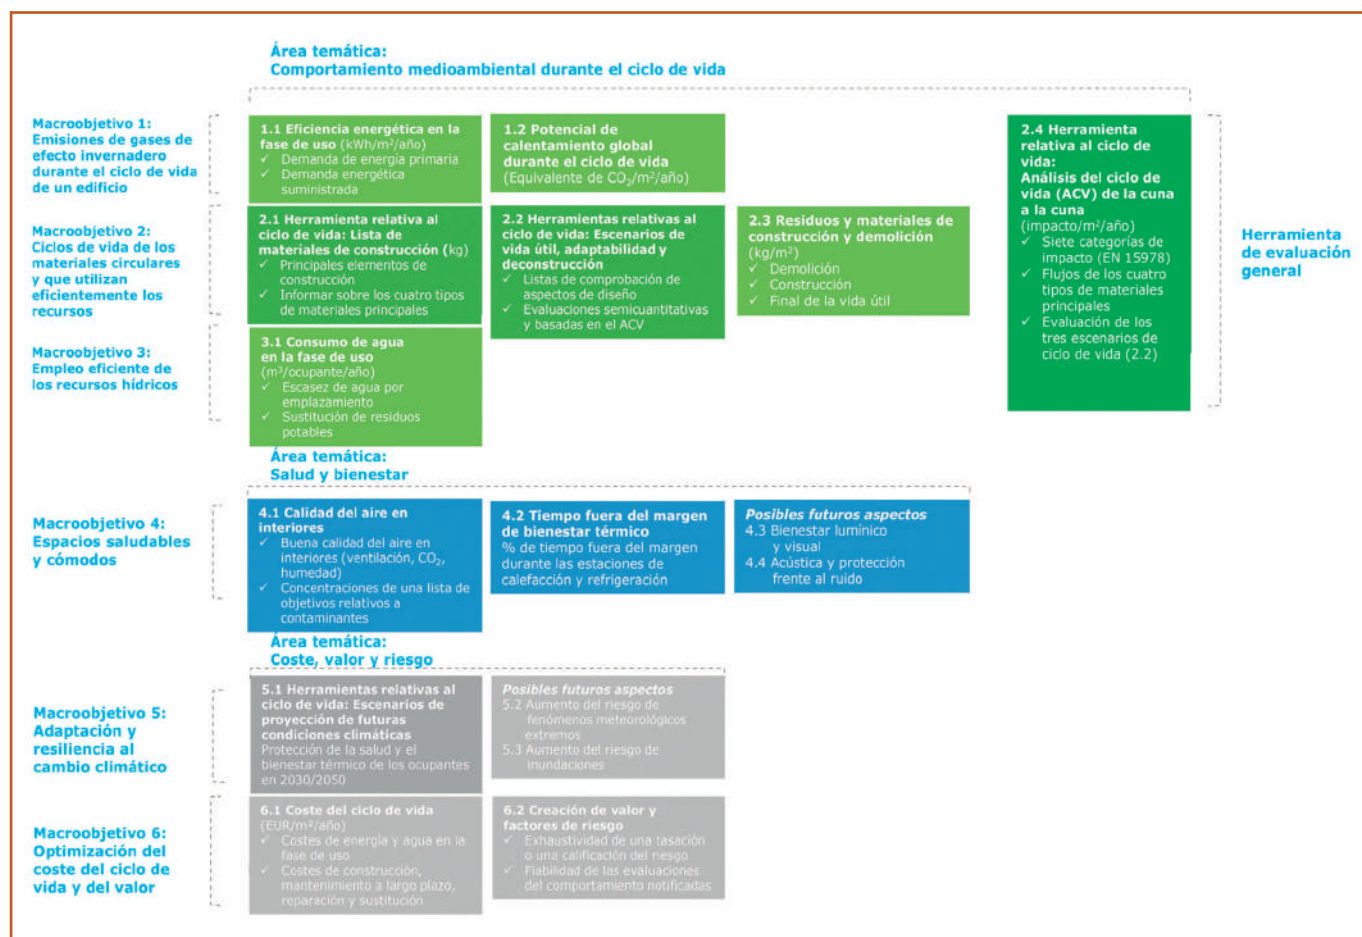 Área temática:
Comportamiento medioambiental durante el ciclo de vida
Macroobjetivo 1:
Emisiones de gases de
efecto invernadero
durante el ciclo de vida
de un edificio
1.1 Eficiencia energética en la
fase de uso (kWh/m²/año)
✓ Demanda de energía primaria
✓ Demanda energética
suministrada
1.2 Potencial de
calentamiento global
durante el ciclo de vida
(Equivalente de CO₂/m²/año)
Macroobjetivo 2:
Ciclos de vida de los
materiales circulares
y que utilizan
eficientemente los
recursos
2.1 Herramienta relativa al
ciclo de vida: Lista de
materiales de construcción (kg)
✓ Principales elementos de
construcción
✓ Informar sobre los cuatro tipos
de materiales principales
2.2 Herramientas relativas al
ciclo de vida: Escenarios de
vida útil, adaptabilidad y
deconstrucción
✓ Listas de comprobación de
aspectos de diseño
✓ Evaluaciones semicuantitativas
y basadas en el ACV
2.3 Residuos y materiales de
construcción y demolición
(kg/m²)
✓ Demolición
✓ Construcción
✓ Final de la vida útil
2.4 Herramienta
relativa al ciclo de
vida:
Análisis del ciclo de
vida (ACV) de la cuna
a la cuna
(impacto/m²/año)
✓ Siete categorías de
impacto (EN 15978)
✓ Flujos de los cuatro
tipos de materiales
principales
✓ Evaluación de los
tres escenarios de
ciclo de vida (2.2)
Herramienta
de evaluación
general
Macroobjetivo 3:
Empleo eficiente de
los recursos hídricos
3.1 Consumo de agua
en la fase de uso
(m³/ocupante/año)
✓ Escasez de agua por
emplazamiento
✓ Sustitución de residuos
potables
Área temática:
Salud y bienestar
Macroobjetivo 4:
Espacios saludables
y cómodos
4.1 Calidad del aire en
interiores
✓ Buena calidad del aire en
interiores (ventilación, CO₂,
humedad)
✓ Concentraciones de una lista de
objetivos relativos a
contaminantes
4.2 Tiempo fuera del margen
de bienestar térmico
% de tiempo fuera del margen
durante las estaciones de
calefacción y refrigeración
Posibles futuros aspectos
4.3 Bienestar lumínico
y visual
4.4 Acústica y protección
frente al ruido
Área temática:
Coste, valor y riesgo
Macroobjetivo 5:
Adaptación y
resiliencia al
cambio climático
5.1 Herramientas relativas al
ciclo de vida: Escenarios de
proyección de futuras
condiciones climáticas
Protección de la salud y el
bienestar térmico de los ocupantes
en 2030/2050
Posibles futuros aspectos
5.2 Aumento del riesgo de
fenómenos meteorológicos
extremos
5.3 Aumento del riesgo de
inundaciones
Macroobjetivo 6:
Optimización del
coste del ciclo de
vida y del valor
6.1 Coste del ciclo de vida
(EUR/m²/año)
✓ Costes de energía y agua en la
fase de uso
✓ Costes de construcción,
mantenimiento a largo plazo,
reparación y sustitución
6.2 Creación de valor y
factores de riesgo
✓ Exhaustividad de una tasación
o una calificación del riesgo
✓ Fiabilidad de las evaluaciones
del comportamiento notificadas